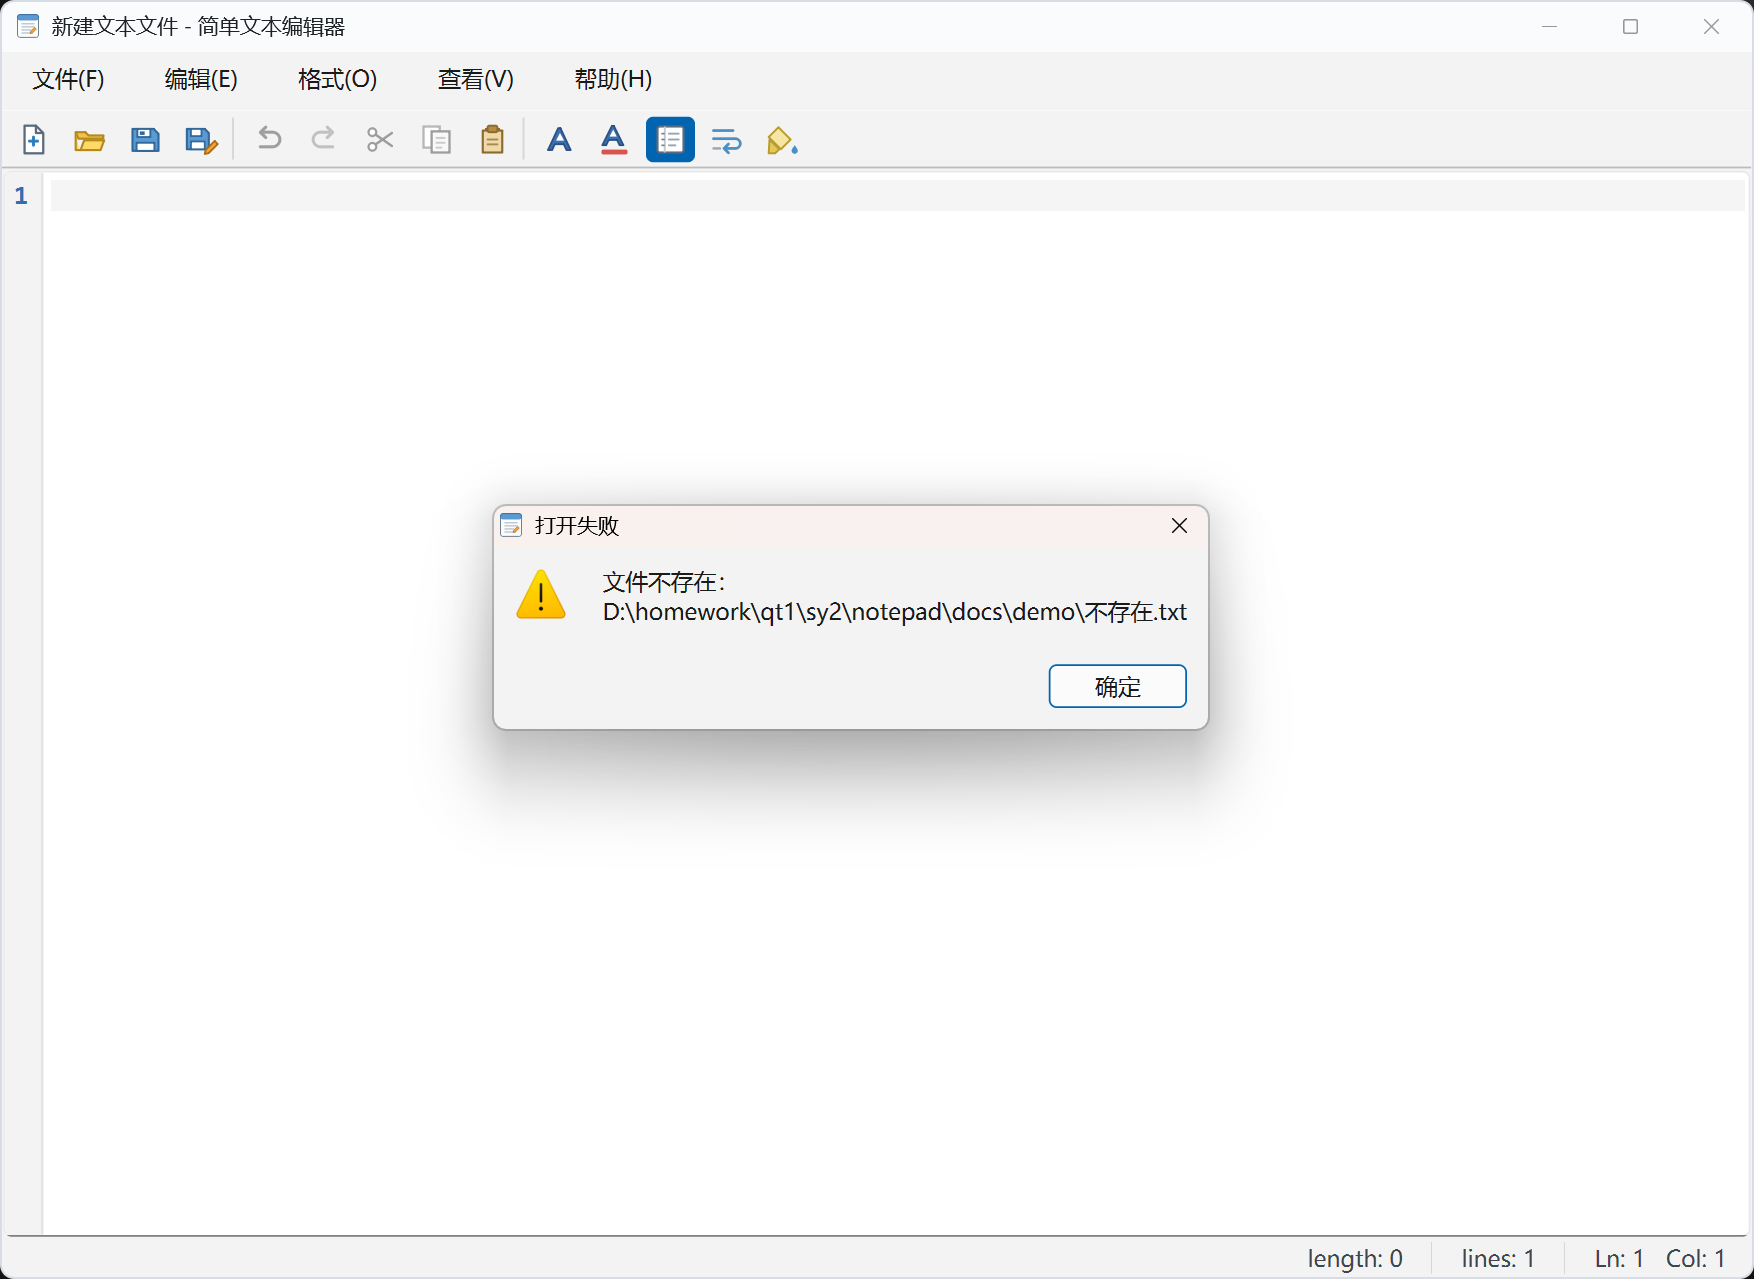 新建文本文件 - 简单文本编辑器
文件(F) 编辑(E) 格式(O) 查看(V) 帮助(H)
1
打开失败
文件不存在：
D:\homework\qt1\sy2\notepad\docs\demo\不存在.txt
确定
length: 0 lines: 1 Ln: 1 Col: 1